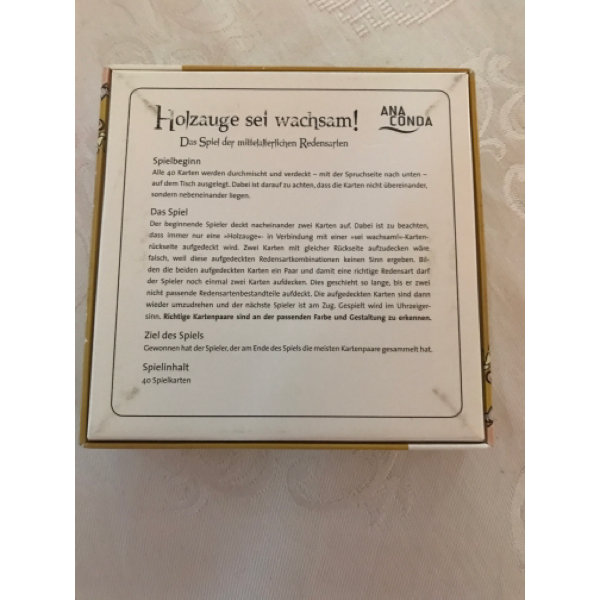 Holzauge sei wachsam!
ANA
CONDA
Das Spiel der mittelalterlichen Redensarten
Spielbeginn
Alle 40 Karten werden durchmischt und verdeckt – mit der Spruchseite nach unten –
auf dem Tisch ausgelegt. Dabei ist darauf zu achten, dass die Karten nicht übereinander,
sondern nebeneinander liegen.
Das Spiel
Der beginnende Spieler deckt nacheinander zwei Karten auf. Dabei ist zu beachten,
dass immer nur eine »Holzauge«- in Verbindung mit einer »sei wachsam!«-Karten-
rückseite aufgedeckt wird. Zwei Karten mit gleicher Rückseite aufzudecken wäre
falsch, weil diese aufgedeckten Redensartkombinationen keinen Sinn ergeben. Bil-
den die beiden aufgedeckten Karten ein Paar und damit eine richtige Redensart darf
der Spieler noch einmal zwei Karten aufdecken. Dies geschieht so lange, bis er zwei
nicht passende Redensartenbestandteile aufdeckt. Die aufgedeckten Karten sind dann
wieder umzudrehen und der nächste Spieler ist am Zug. Gespielt wird im Uhrzeiger-
sinn. Richtige Kartenpaare sind an der passenden Farbe und Gestaltung zu erkennen.
Ziel des Spiels
Gewonnen hat der Spieler, der am Ende des Spiels die meisten Kartenpaare gesammelt hat.
Spielinhalt
40 Spielkarten